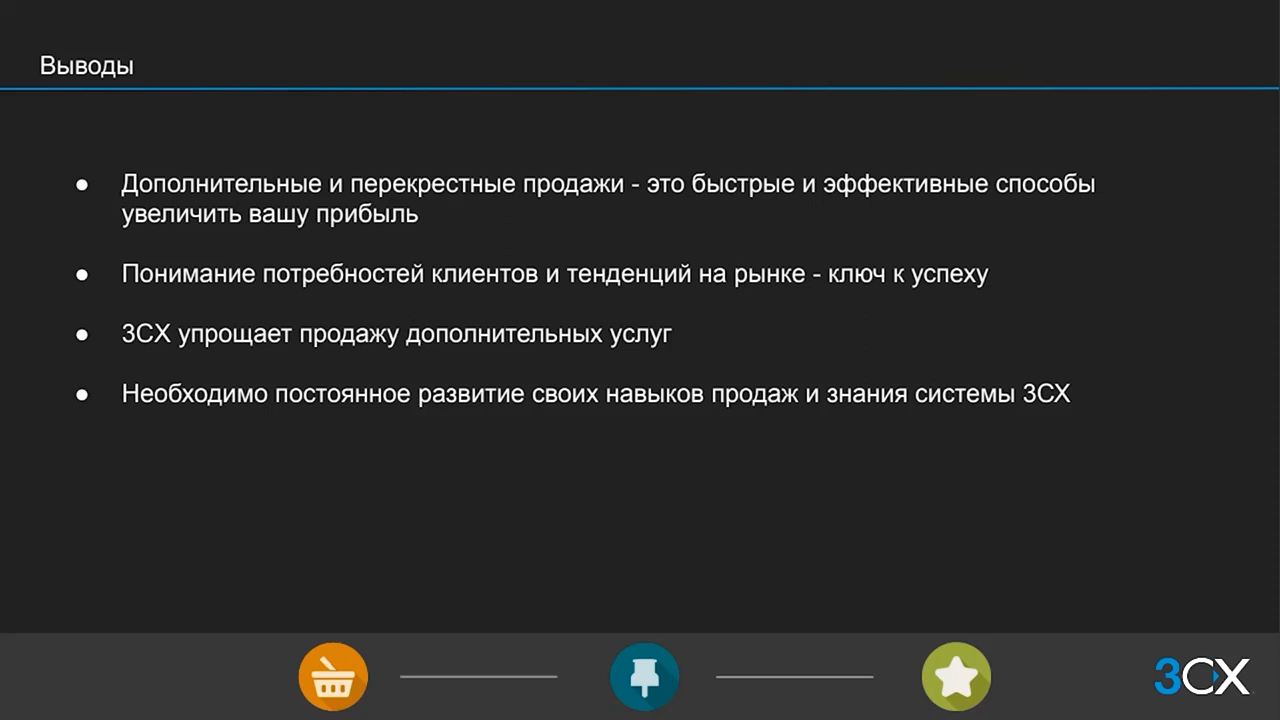 Выводы
● Дополнительные и перекрестные продажи - это быстрые и эффективные способы
увеличить вашу прибыль
● Понимание потребностей клиентов и тенденций на рынке - ключ к успеху
● 3CX упрощает продажу дополнительных услуг
● Необходимо постоянное развитие своих навыков продаж и знания системы 3CX
3CX